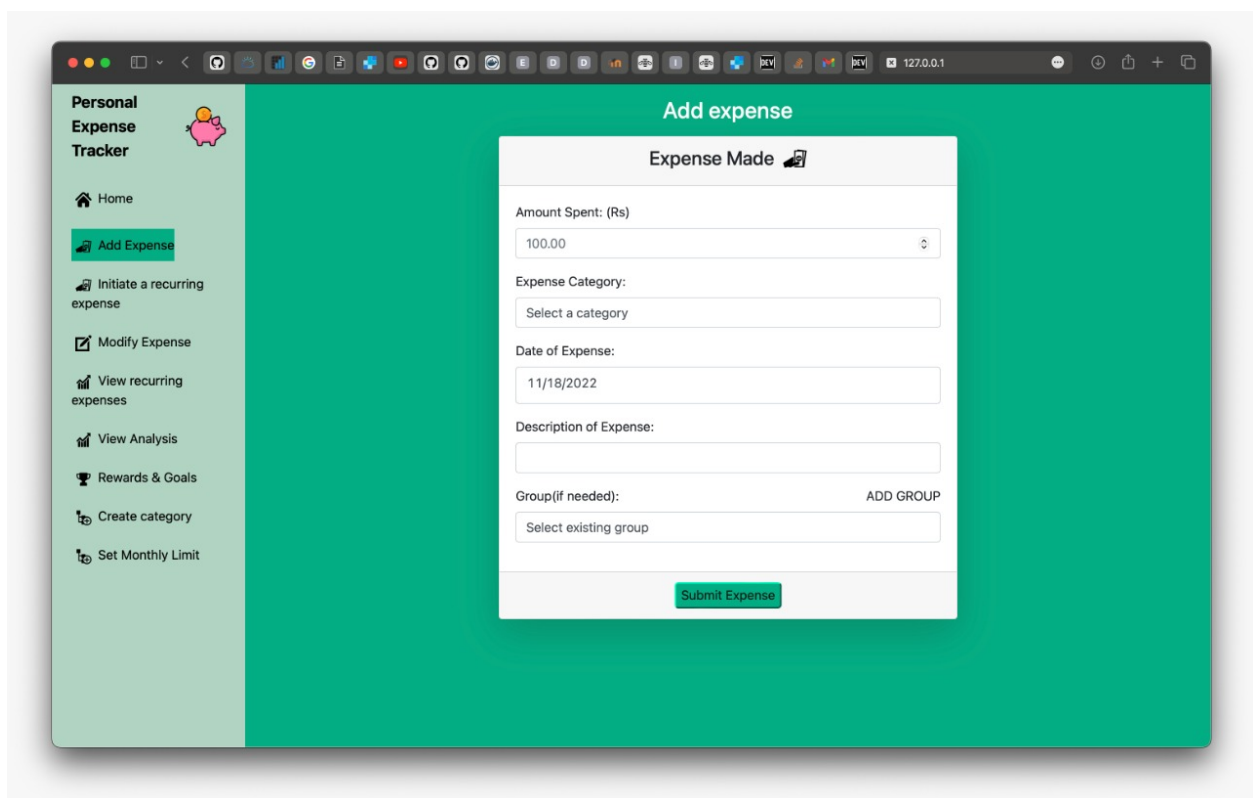 127.0.0.1
Personal
Expense
Tracker
Home
Add Expense
Initiate a recurring
expense
Modify Expense
View recurring
expenses
View Analysis
Rewards & Goals
Create category
Set Monthly Limit
Add expense
Expense Made
Amount Spent: (Rs)
100.00
Expense Category:
Select a category
Date of Expense:
11/18/2022
Description of Expense:
Group(if needed): ADD GROUP
Select existing group
Submit Expense